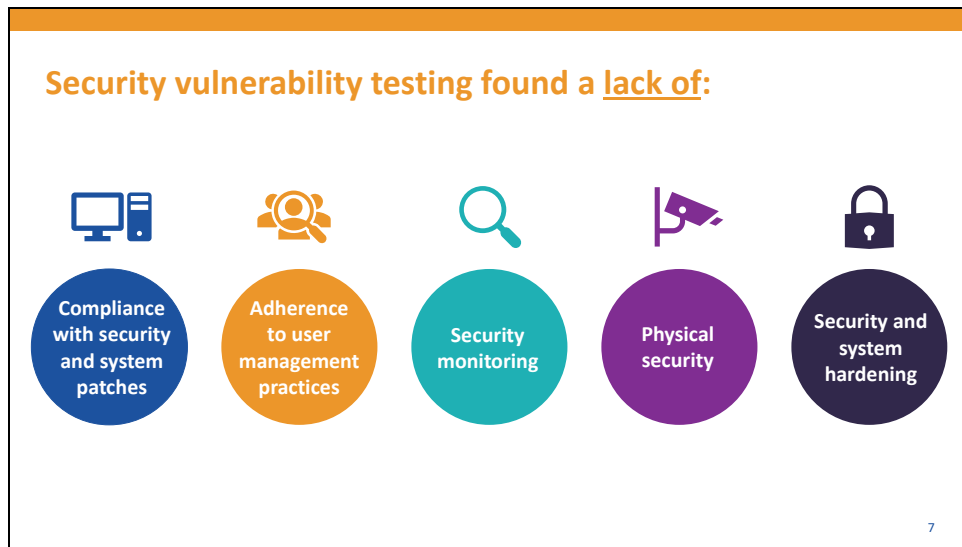 Security vulnerability testing found a lack of:
Compliance
with security
and system
patches
Adherence
to user
management
practices
Security
monitoring
Physical
security
Security and
system
hardening
7